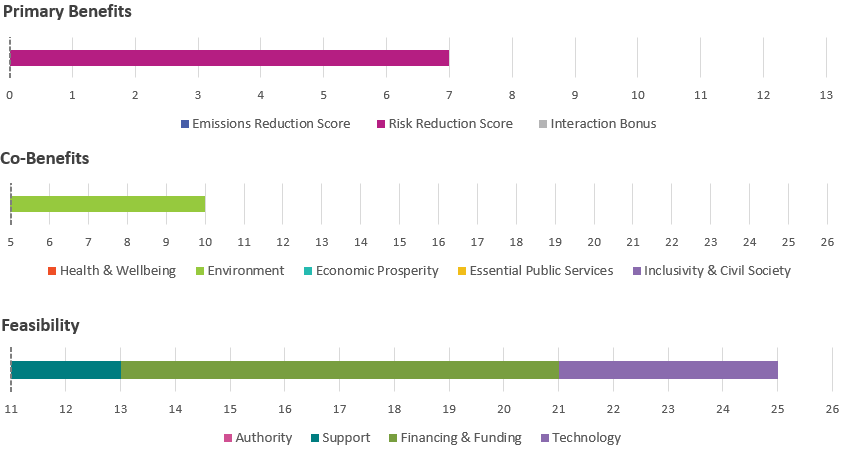 Primary Benefits
0 1 2 3 4 5 6 7 8 9 10 11 12 13
Emissions Reduction Score Risk Reduction Score Interaction Bonus
Co-Benefits
5 6 7 8 9 10 11 12 13 14 15 16 17 18 19 20 21 22 23 24 25 26
Health & Wellbeing Environment Economic Prosperity Essential Public Services Inclusivity & Civil Society
Feasibility
11 12 13 14 15 16 17 18 19 20 21 22 23 24 25 26
Authority Support Financing & Funding Technology